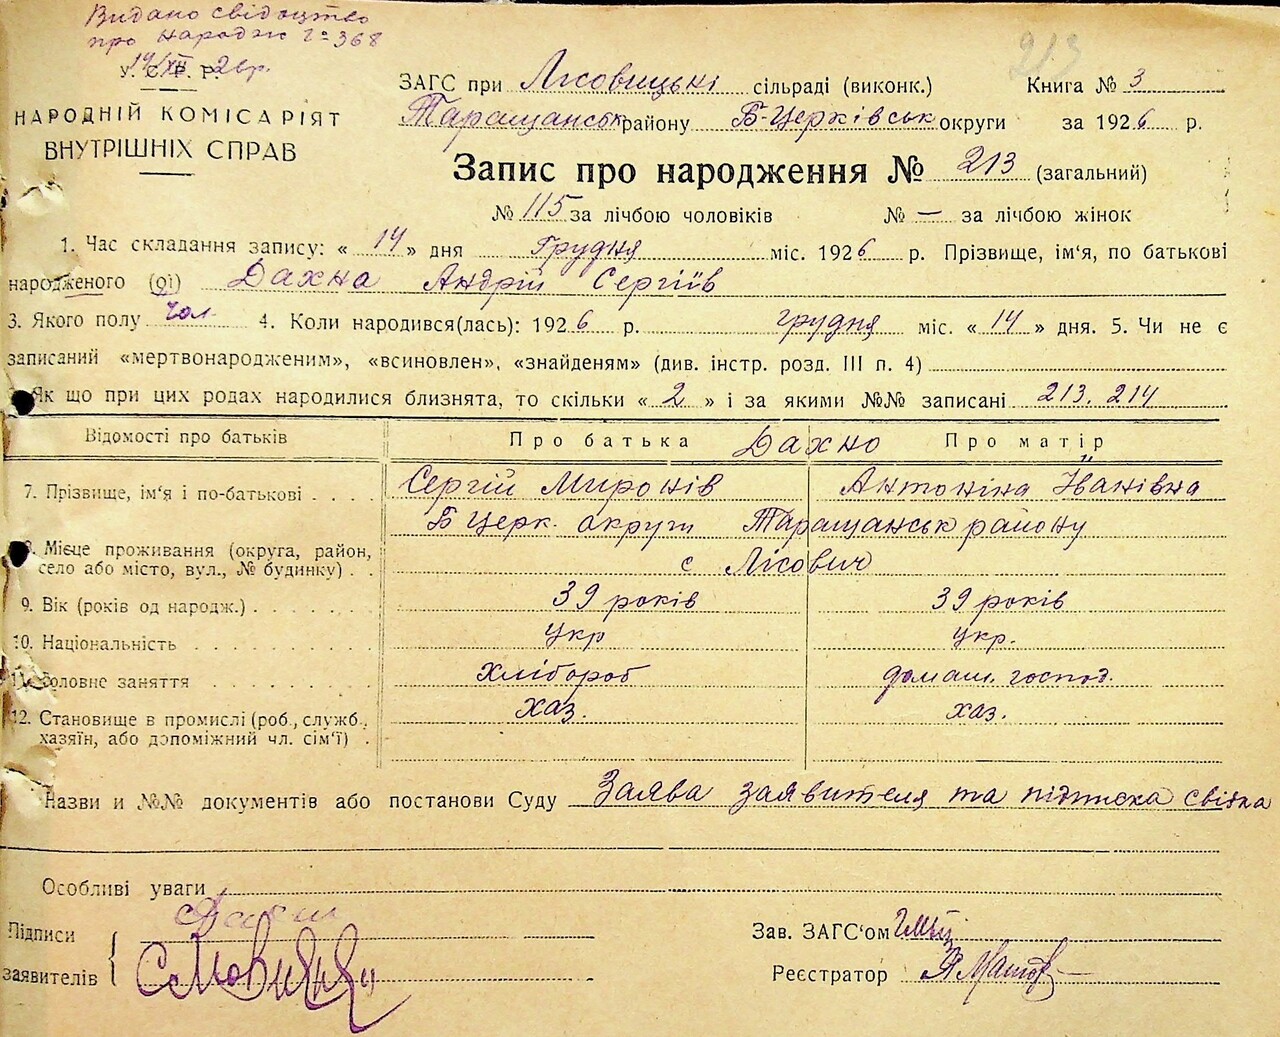 Видано свідоцтво
про народж № 368
14/XII 26р.
У. С. Р. Р.
НАРОДНІЙ КОМІСАРІЯТ
ВНУТРІШНІХ СПРАВ
213
ЗАГС при Лісовицькі сільраді (виконк.) Книга № 3
Таращанськ району Б-Церківськ округи за 1926 р.
Запис про народження № 213 (загальний)
№ 115 за лічбою чоловіків № — за лічбою жінок
1. Час складання запису: « 14 » дня Грудня міс. 1926 р. Прізвище, ім'я, по батькові
народженого (ої) Дахна Андрій Сергіїв
3. Якого полу Чол 4. Коли народився(лась): 1926 р. грудня міс. « 14 » дня. 5. Чи не є
записаний «мертвонародженим», «всиновлен», «знайденям» (див. інстр. розд. III п. 4)
Як що при цих родах народилися близнята, то скільки « 2 » і за якими №№ записані 213. 214
Відомості про батьків Про батька Дахно Про матір
7. Прізвище, ім'я і по-батькові Сергій Миронів Антоніна Іванівна
Б Церк. округи Таращанськ району
8. Місце проживання (округа, район,
село або місто, вул., № будинку) с Лісович
9. Вік (років од народж.) 39 років 39 років
10. Національність Укр укр.
11. Головне заняття хлібороб домаш. господ.
12. Становище в промислі (роб., служб., хаз. хаз.
хазяїн, або допоміжний чл. сім'ї)
Назви и №№ документів або постанови Суду Заява заявителя та підписка свідка
Особливі уваги
Підписи
заявителів
Зав. ЗАГС'ом
Реєстратор